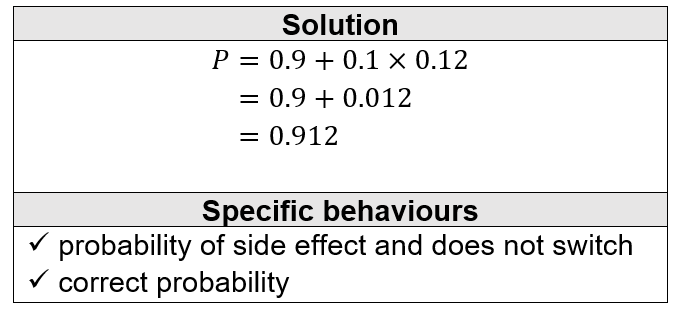 Solution
P = 0.9 + 0.1 × 0.12
= 0.9 + 0.012
= 0.912
Specific behaviours
✓ probability of side effect and does not switch
✓ correct probability